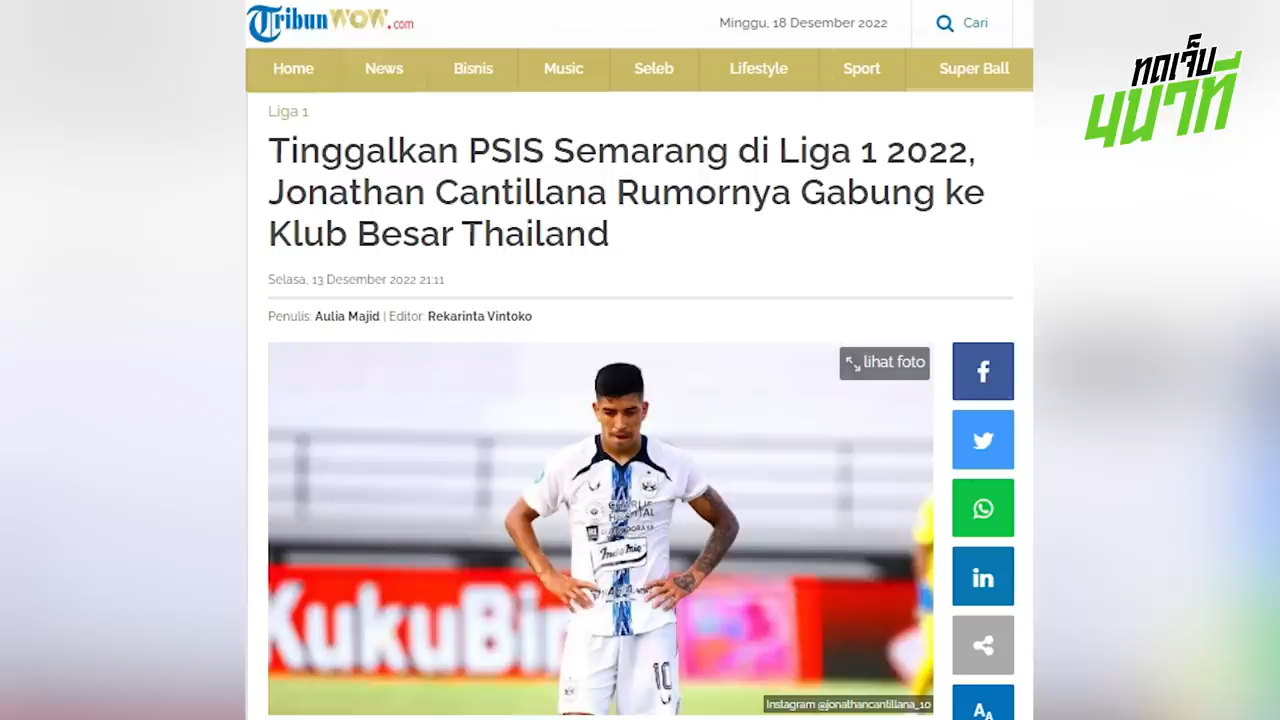 TribunWOW.com
Minggu, 18 Desember 2022
Cari
ทดเจ็บ
4นาที
Home News Bisnis Music Seleb Lifestyle Sport Super Ball
Liga 1
Tinggalkan PSIS Semarang di Liga 1 2022,
Jonathan Cantillana Rumornya Gabung ke
Klub Besar Thailand
Selasa, 13 Desember 2022 21:11
Penulis: Aulia Majid | Editor: Rekarinta Vintoko
lihat foto
Indomie
KukuBi
10
Instagram @jonathancantillana_10
AA